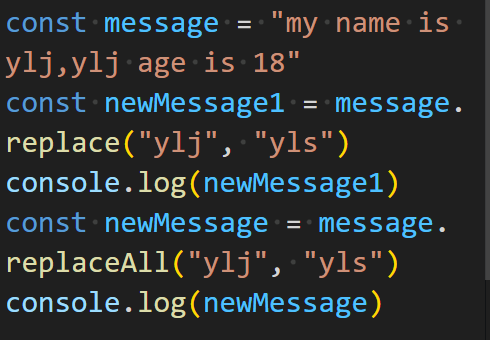 const message = "my name is
ylj,ylj age is 18"
const newMessage1 = message.
replace("ylj", "yls")
console.log(newMessage1)
const newMessage = message.
replaceAll("ylj", "yls")
console.log(newMessage)